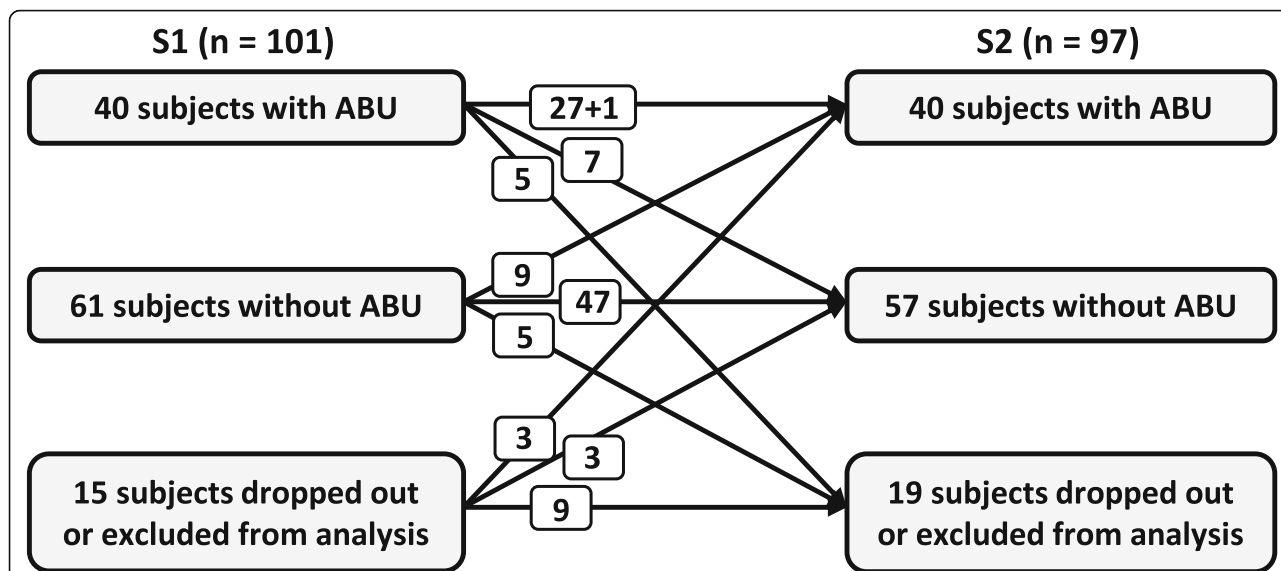 S1 (n = 101)
S2 (n = 97)
40 subjects with ABU
27+1
40 subjects with ABU
7
5
9
61 subjects without ABU
47
57 subjects without ABU
5
3
3
15 subjects dropped out
or excluded from analysis
9
19 subjects dropped out
or excluded from analysis